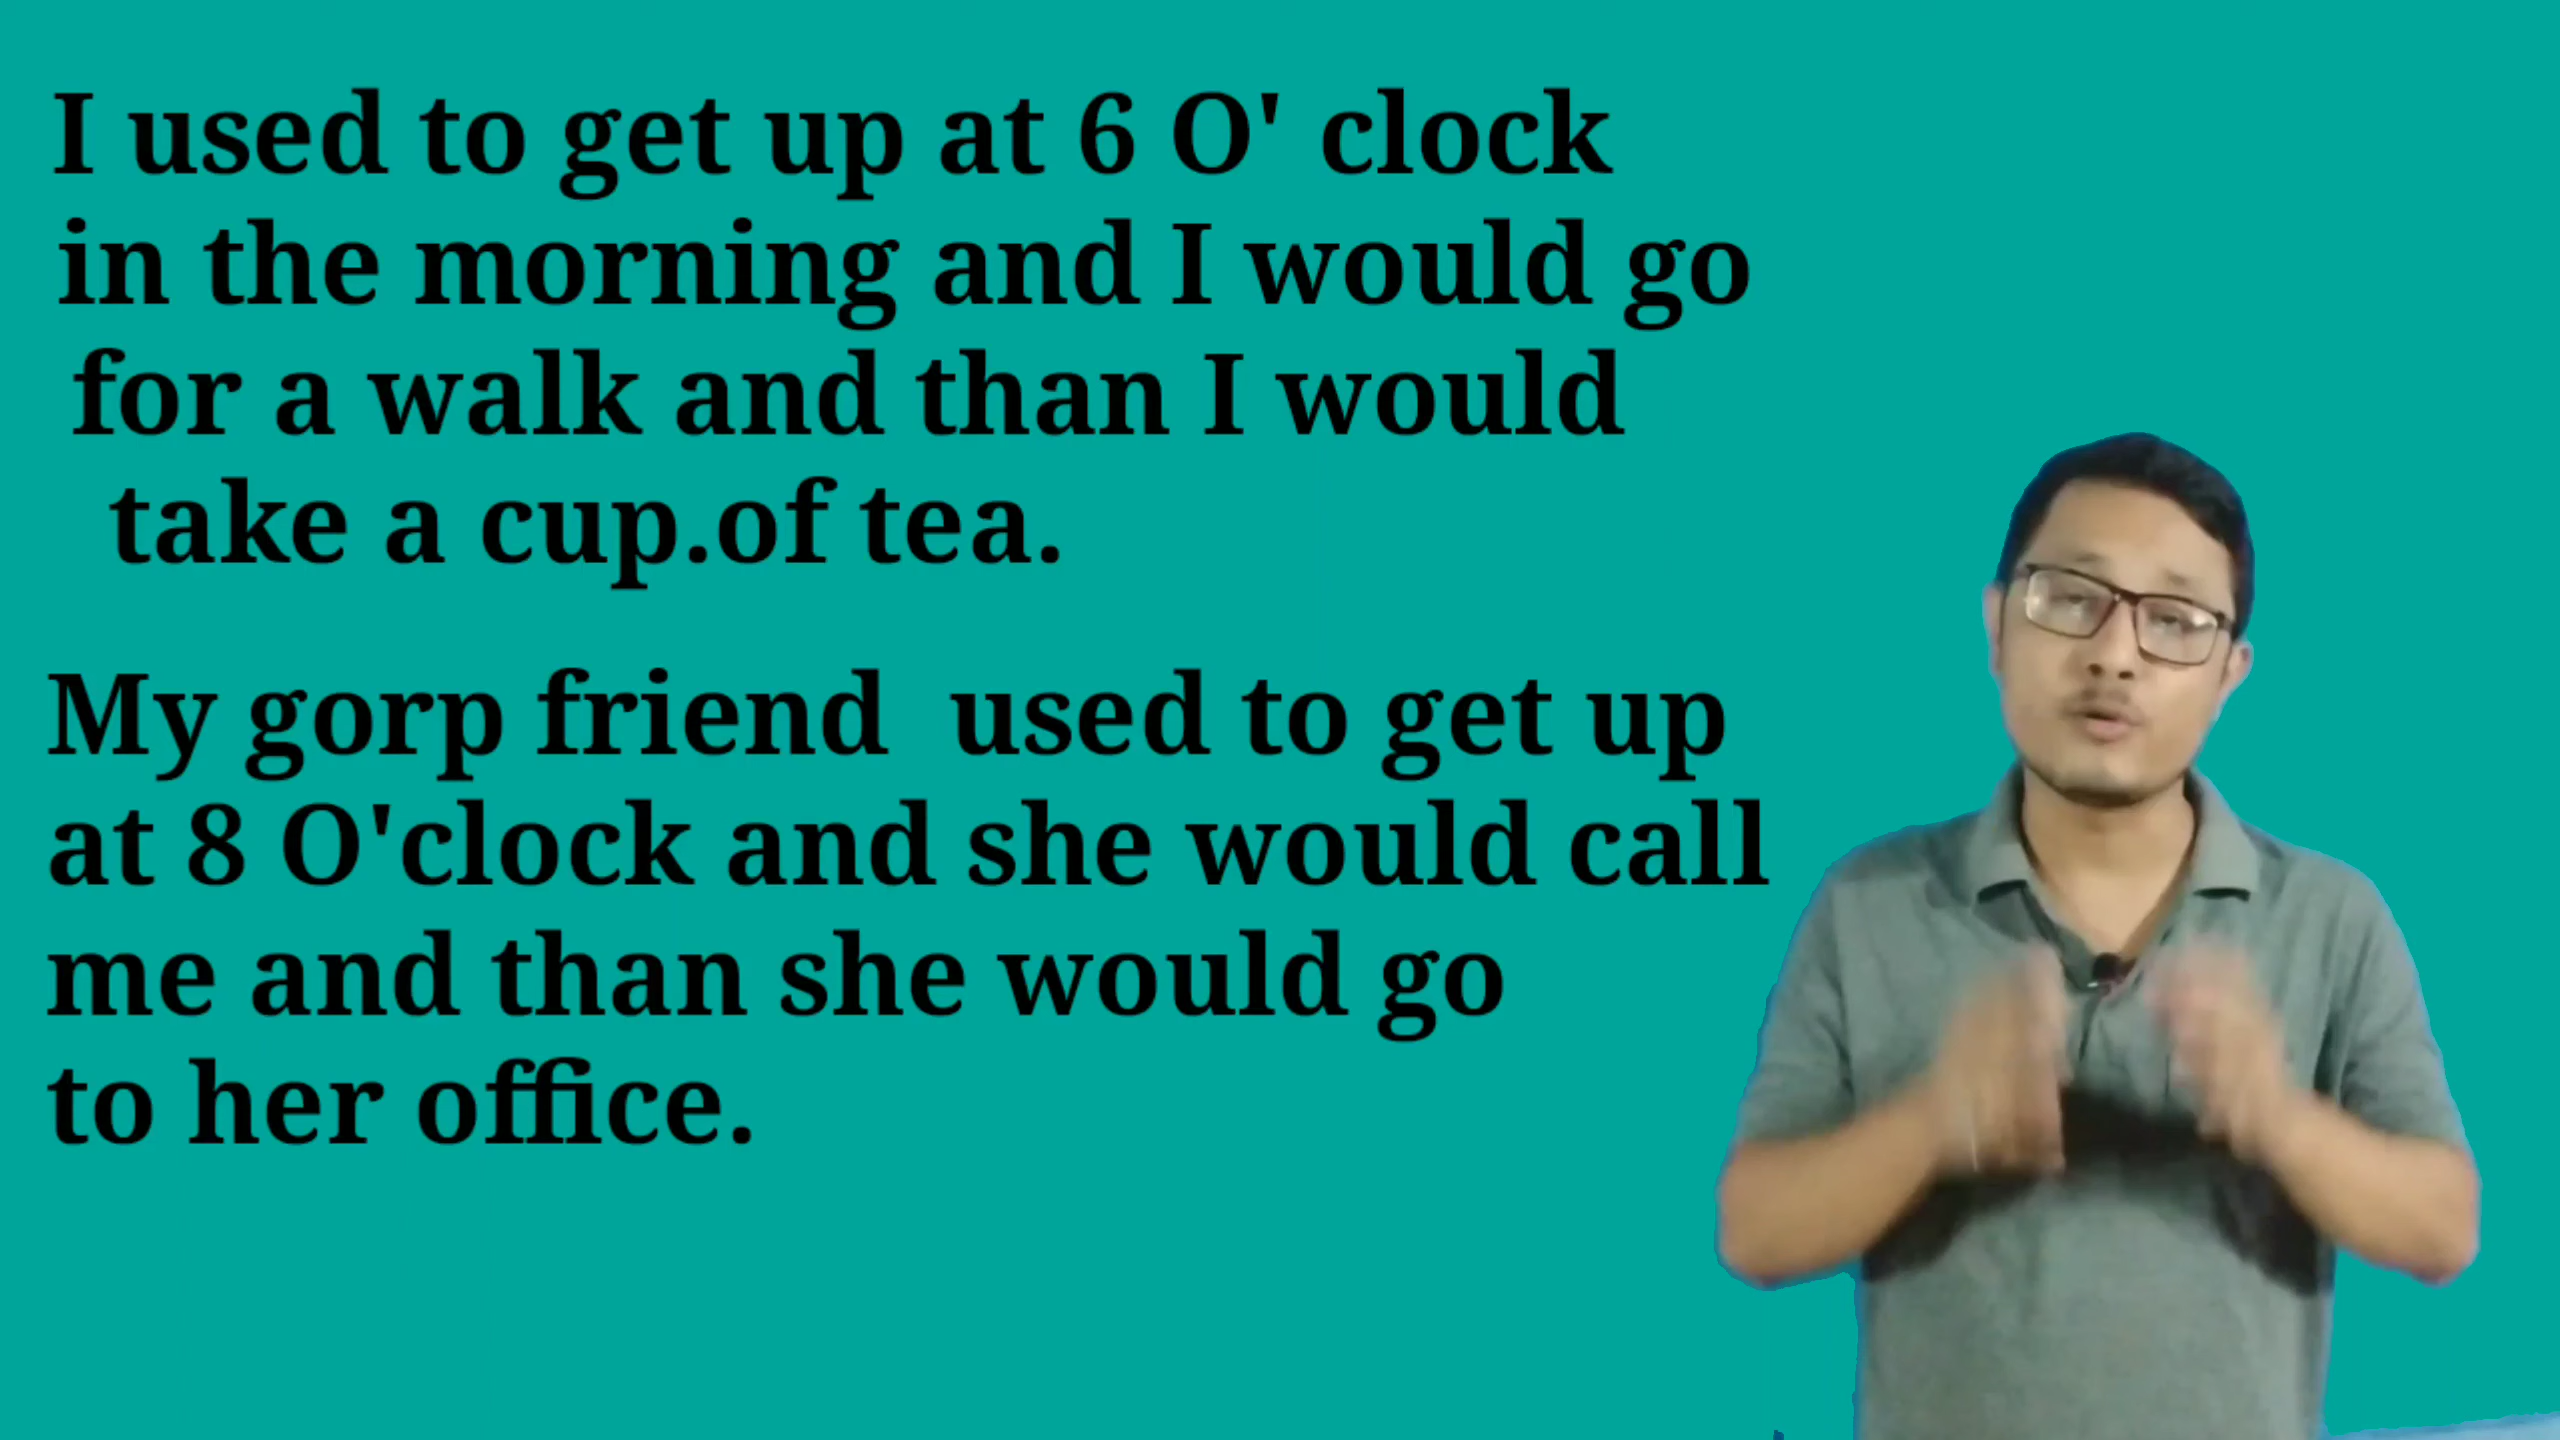 I used to get up at 6 O' clock
in the morning and I would go
for a walk and than I would
take a cup.of tea.
My gorp friend used to get up
at 8 O'clock and she would call
me and than she would go
to her office.